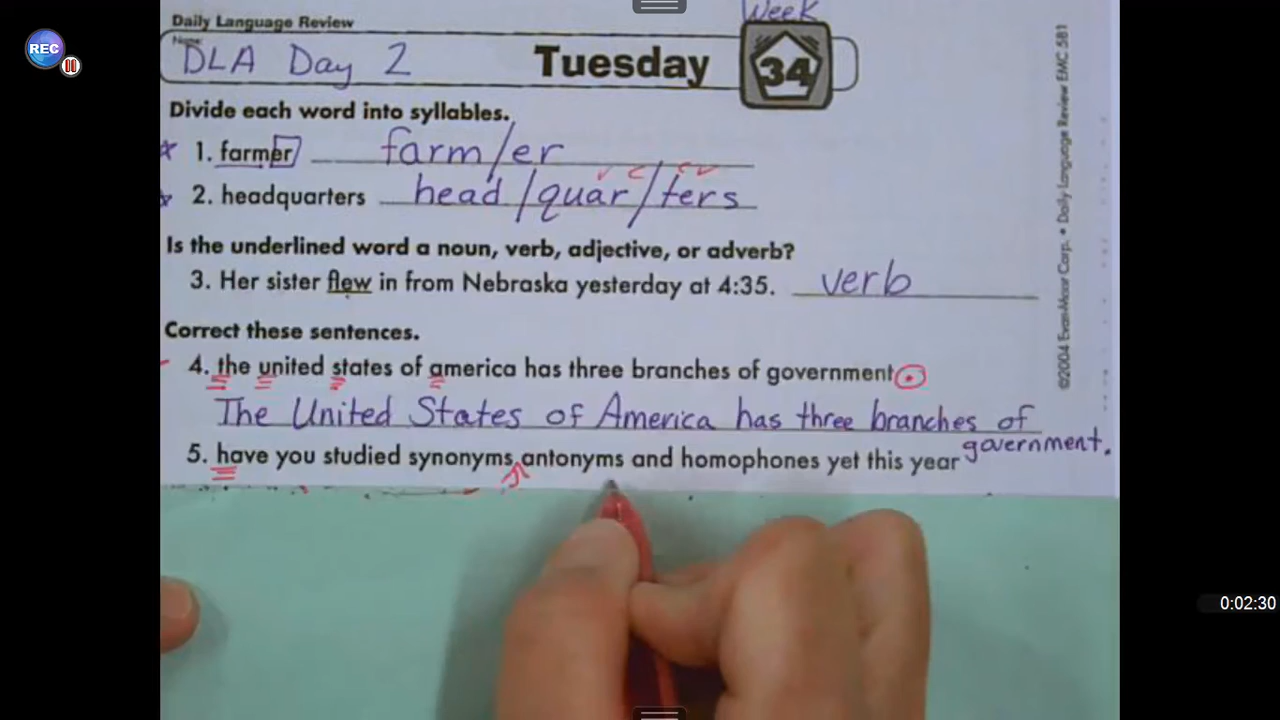 Week
Daily Language Review
REC
Name
DLA Day 2 Tuesday 34
Divide each word into syllables.
1. farmer farm/er
v c c v
2. headquarters head/quar/ters
Is the underlined word a noun, verb, adjective, or adverb?
3. Her sister flew in from Nebraska yesterday at 4:35. verb
Correct these sentences.
4. the united states of america has three branches of government.
The United States of America has three branches of
government.
5. have you studied synonyms, antonyms and homophones yet this year
©2004 Evan-Moor Corp. • Daily Language Review EMC 581
0:02:30